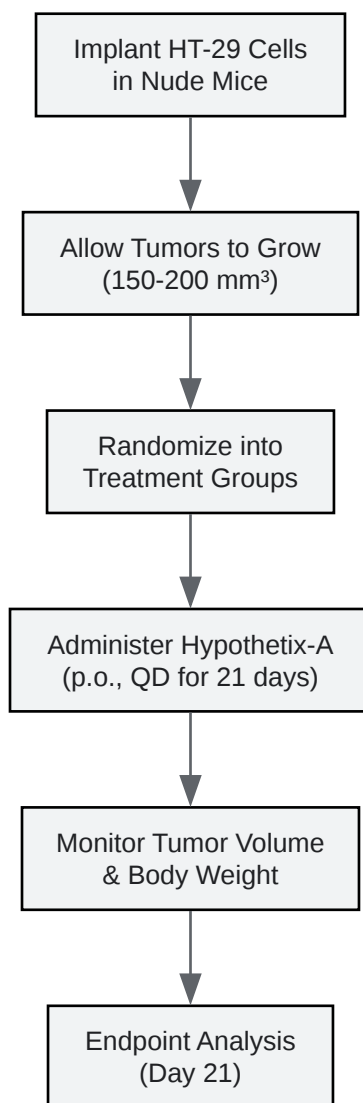 Implant HT-29 Cells
in Nude Mice
Allow Tumors to Grow
(150-200 mm³)
Randomize into
Treatment Groups
Administer Hypothetix-A
(p.o., QD for 21 days)
Monitor Tumor Volume
& Body Weight
Endpoint Analysis
(Day 21)